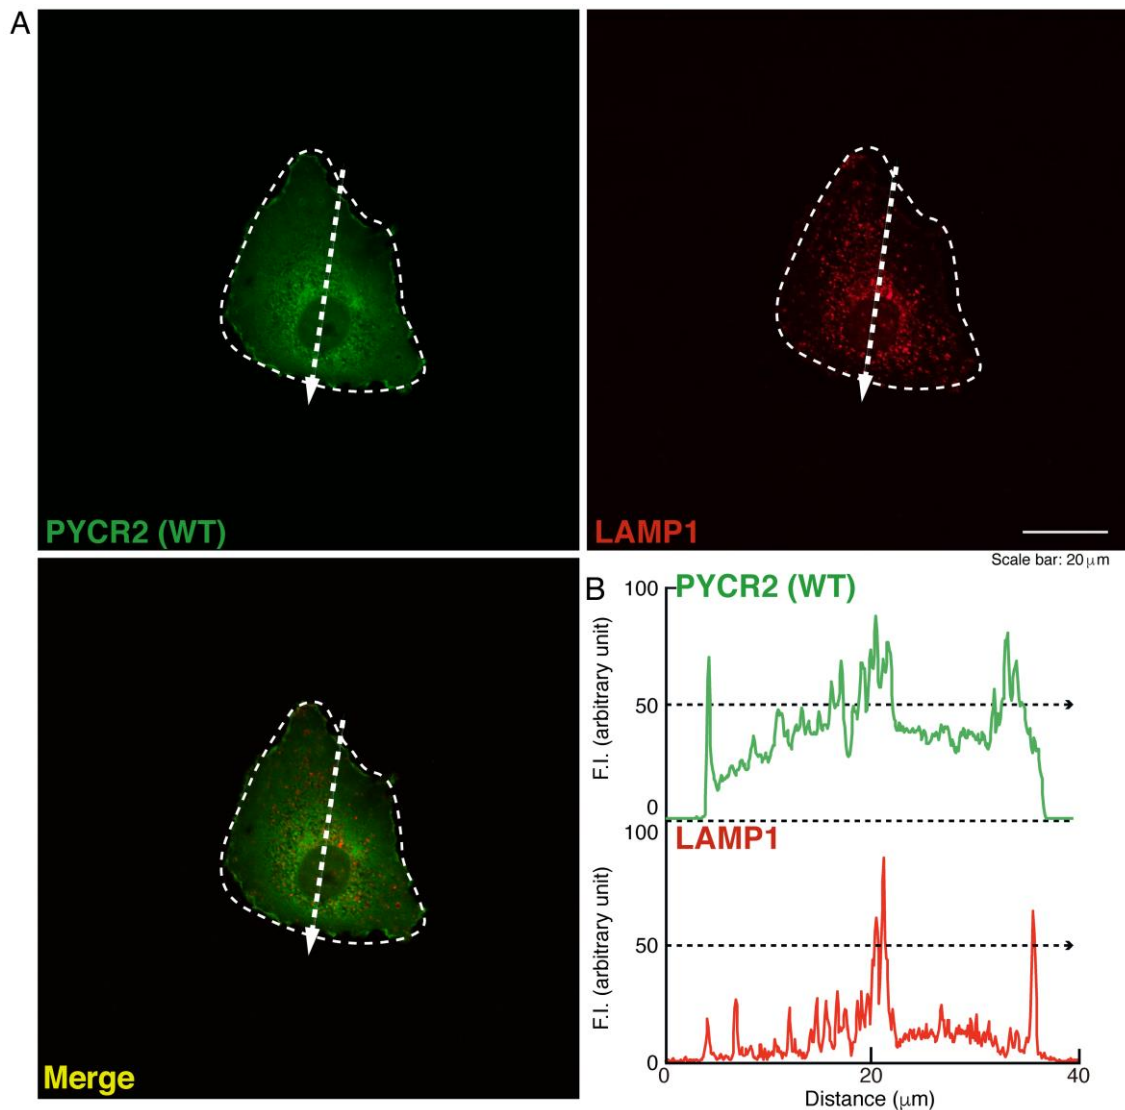 A
PYCR2 (WT)
LAMP1
Scale bar: 20 μm
Merge
B
PYCR2 (WT)
100
50
0
F.I. (arbitrary unit)
LAMP1
100
50
0
F.I. (arbitrary unit)
0 20 40
Distance (μm)